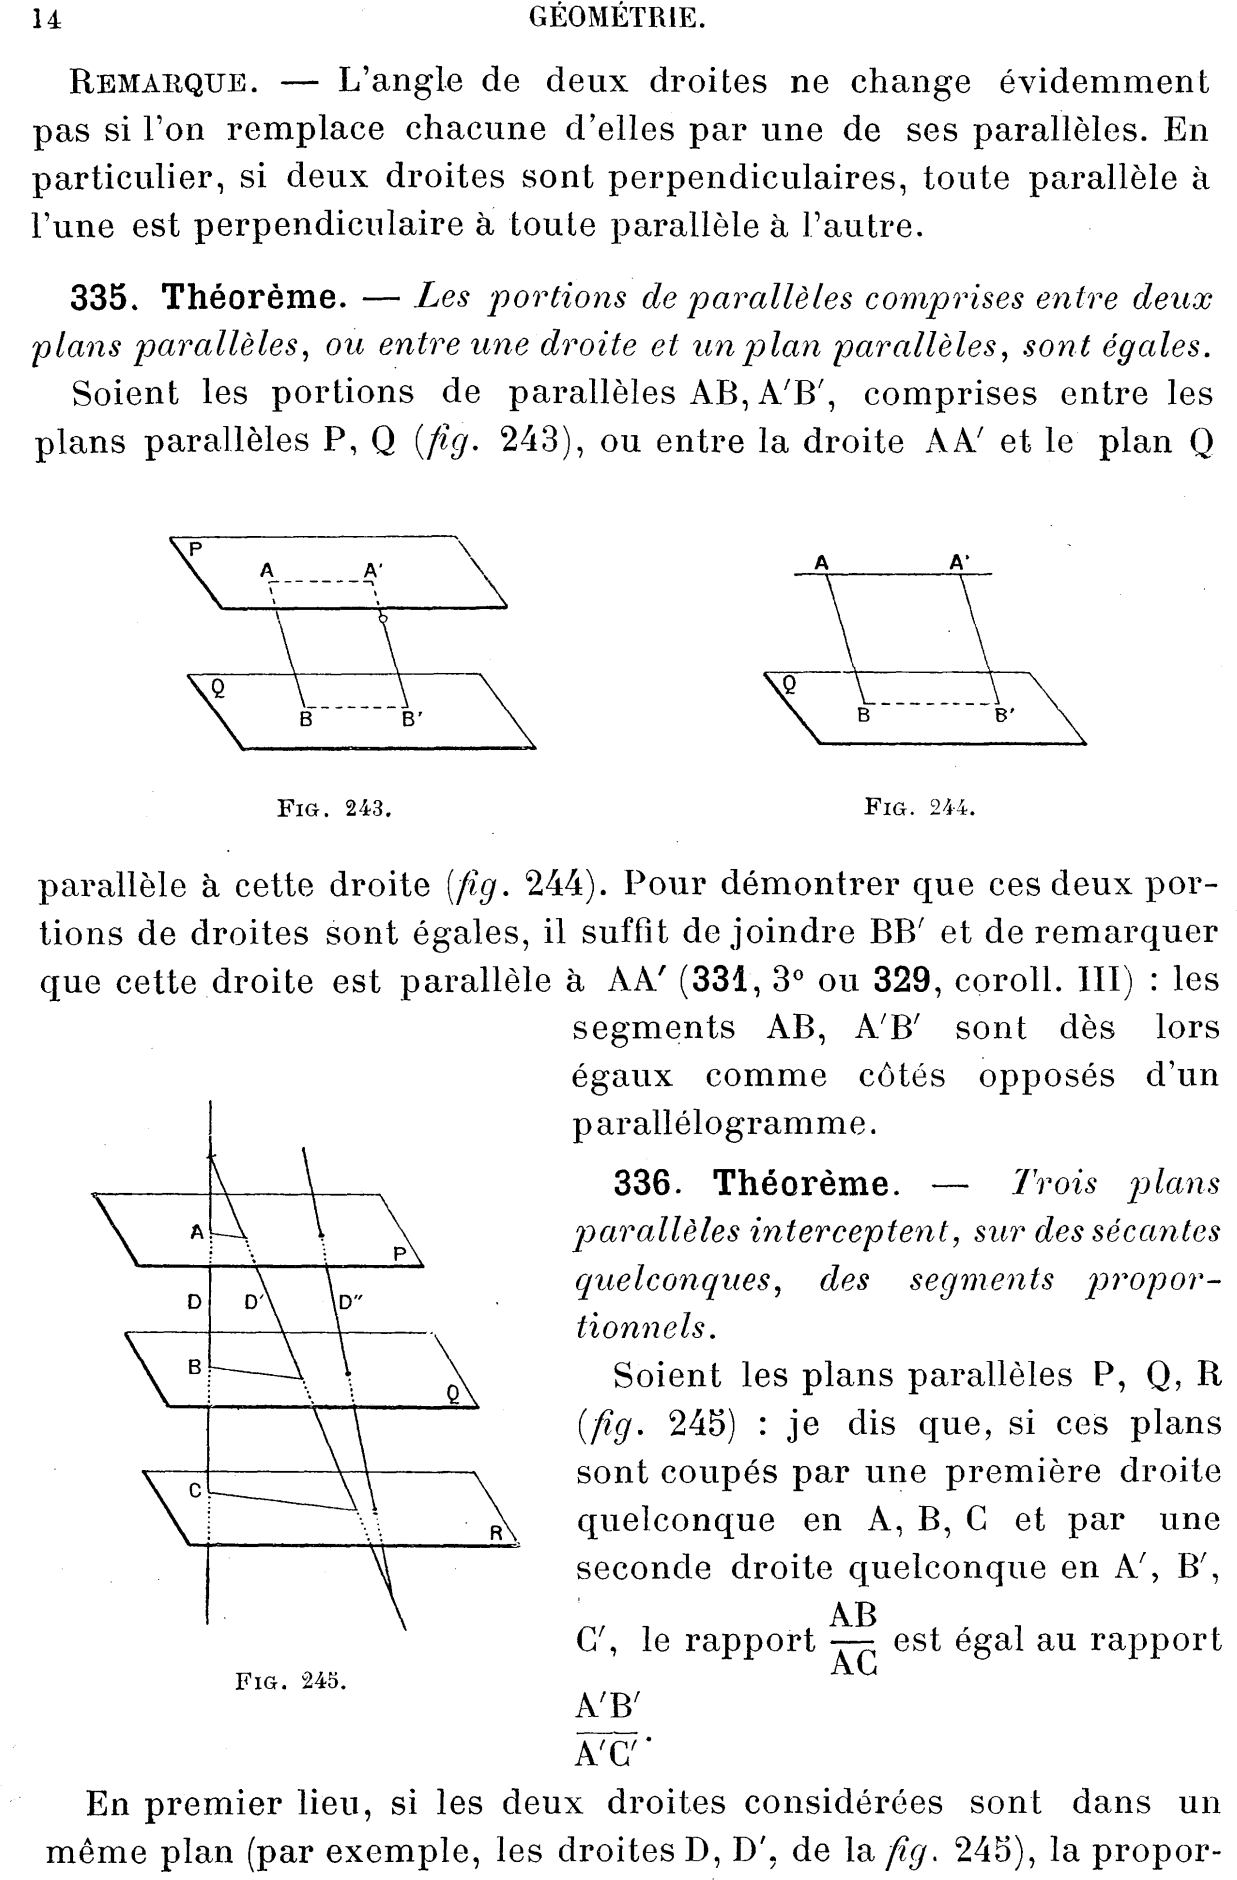 14
GÉOMÉTRIE.
REMARQUE. — L'angle de deux droites ne change évidemment
pas si l'on remplace chacune d'elles par une de ses parallèles. En
particulier, si deux droites sont perpendiculaires, toute parallèle à
l'une est perpendiculaire à toute parallèle à l'autre.
335. Théorème. — Les portions de parallèles comprises entre deux
plans parallèles, ou entre une droite et un plan parallèles, sont égales.
Soient les portions de parallèles AB, A′B′, comprises entre les
plans parallèles P, Q (fig. 243), ou entre la droite AA′ et le plan Q
P
A A′
Q
B B′
FIG. 243.
A A′
Q
B B′
FIG. 244.
parallèle à cette droite (fig. 244). Pour démontrer que ces deux por-
tions de droites sont égales, il suffit de joindre BB′ et de remarquer
que cette droite est parallèle à AA′ (331, 3° ou 329, coroll. III) : les
segments AB, A′B′ sont dès lors
égaux comme côtés opposés d'un
parallélogramme.
A
P
D D′ D″
B
Q
C
R
FIG. 245.
336. Théorème. — Trois plans
parallèles interceptent, sur des sécantes
quelconques, des segments propor-
tionnels.
Soient les plans parallèles P, Q, R
(fig. 245) : je dis que, si ces plans
sont coupés par une première droite
quelconque en A, B, C et par une
seconde droite quelconque en A′, B′,
C′, le rapport AB/AC est égal au rapport
A′B′/A′C′.
En premier lieu, si les deux droites considérées sont dans un
même plan (par exemple, les droites D, D′, de la fig. 245), la propor-